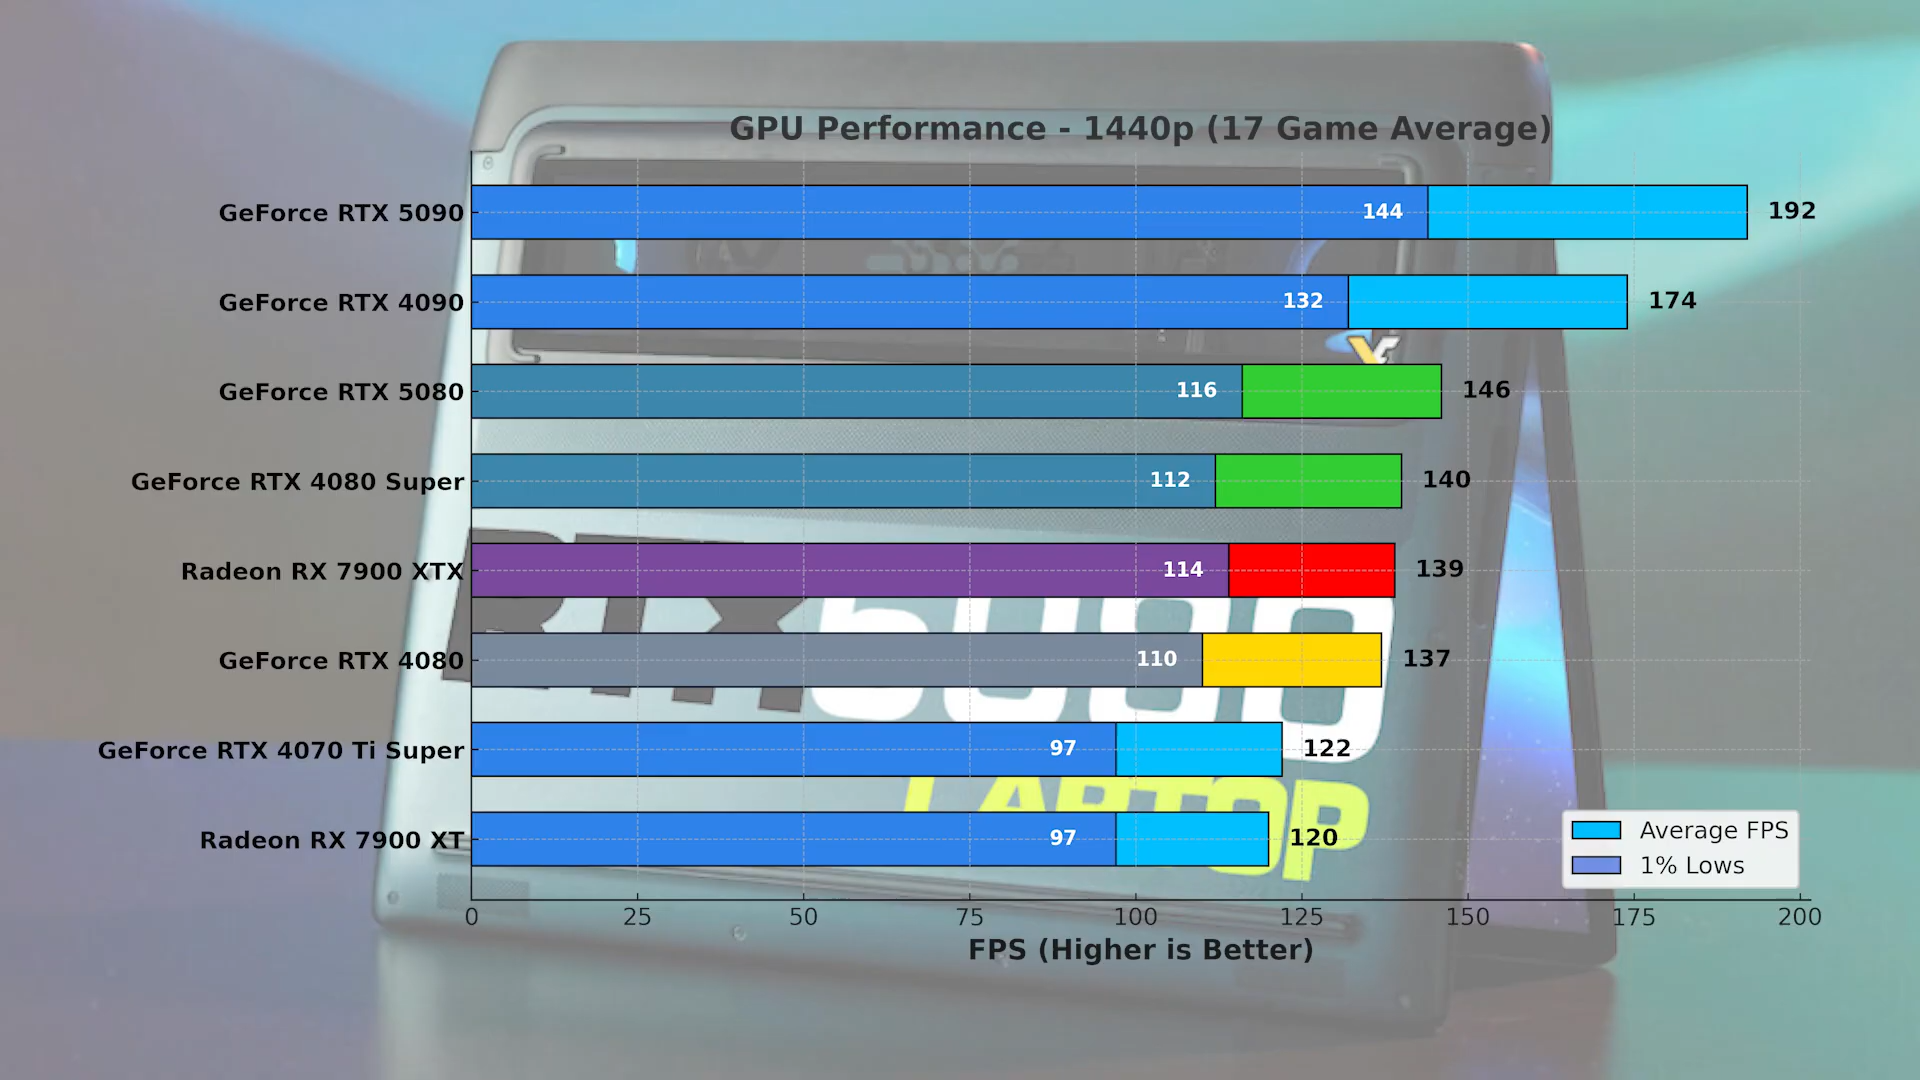 GPU Performance - 1440p (17 Game Average)
GeForce RTX 5090 144 192
GeForce RTX 4090 132 174
GeForce RTX 5080 116 146
GeForce RTX 4080 Super 112 140
Radeon RX 7900 XTX 114 139
RTX 5080
GeForce RTX 4080 110 137
GeForce RTX 4070 Ti Super 97 122
LAPTOP
Radeon RX 7900 XT 97 120
Average FPS
1% Lows
0 25 50 75 100 125 150 175 200
FPS (Higher is Better)